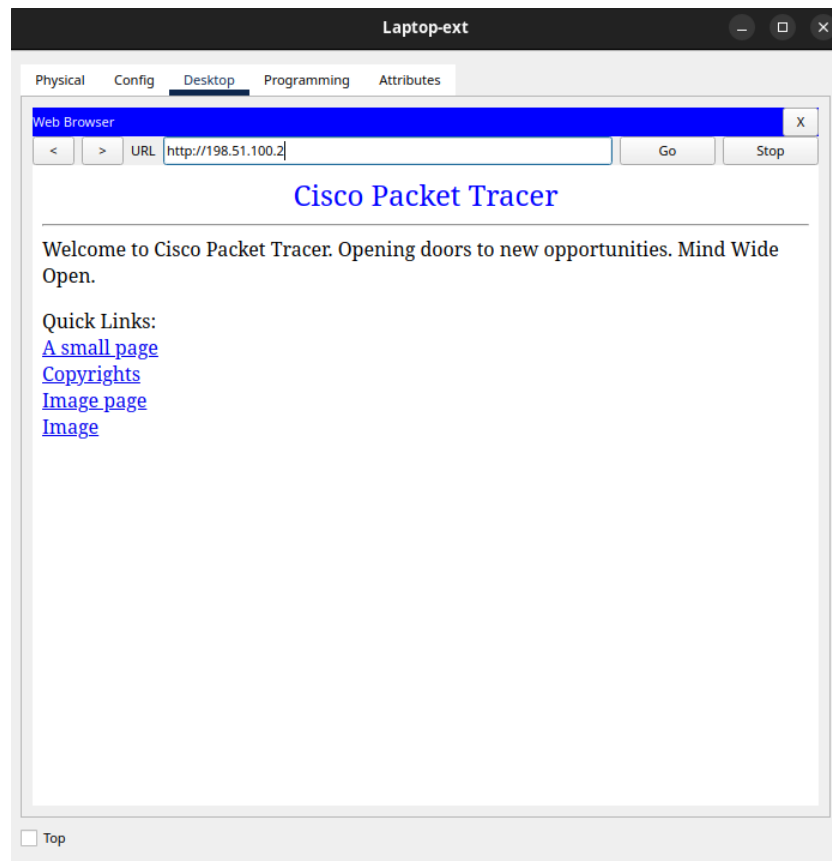 Laptop-ext
Physical Config Desktop Programming Attributes
Web Browser X
< > URL http://198.51.100.2 Go Stop
Cisco Packet Tracer
Welcome to Cisco Packet Tracer. Opening doors to new opportunities. Mind Wide
Open.
Quick Links:
A small page
Copyrights
Image page
Image
Top